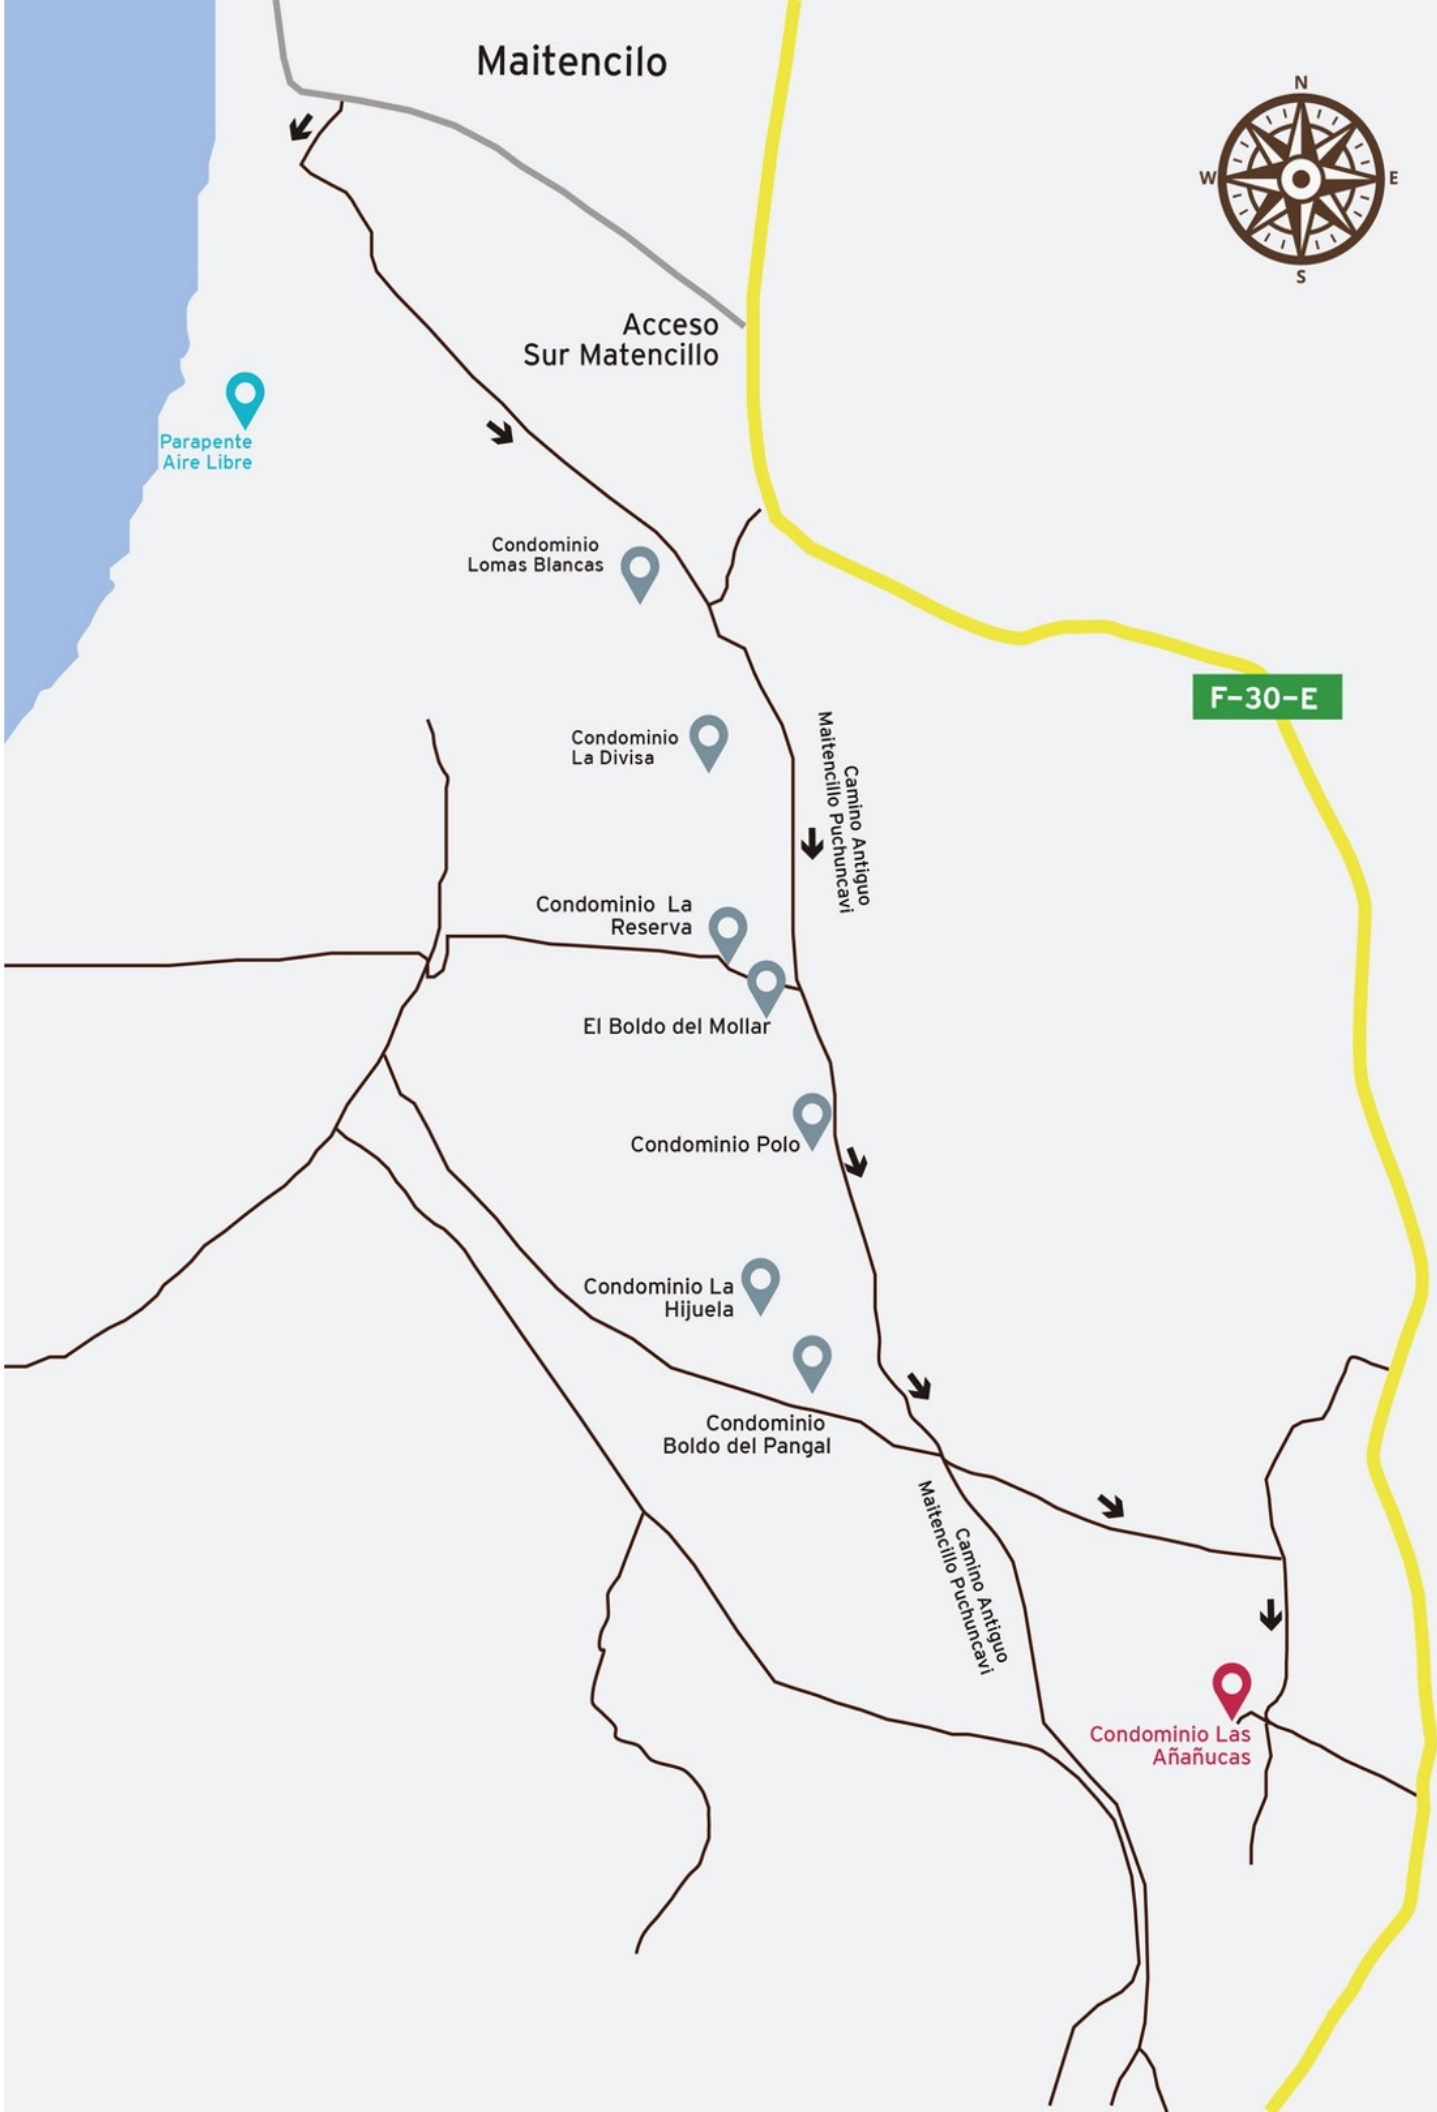 Maitencilo
N
W
E
S
Acceso
Sur Matencillo
Parapente
Aire Libre
Condominio
Lomas Blancas
F-30-E
Condominio
La Divisa
Camino Antiguo
Maitencillo Puchuncavi
Condominio La
Reserva
El Boldo del Mollar
Condominio Polo
Condominio La
Hijuela
Condominio
Boldo del Pangal
Camino Antiguo
Maitencillo Puchuncavi
Condominio Las
Añañucas